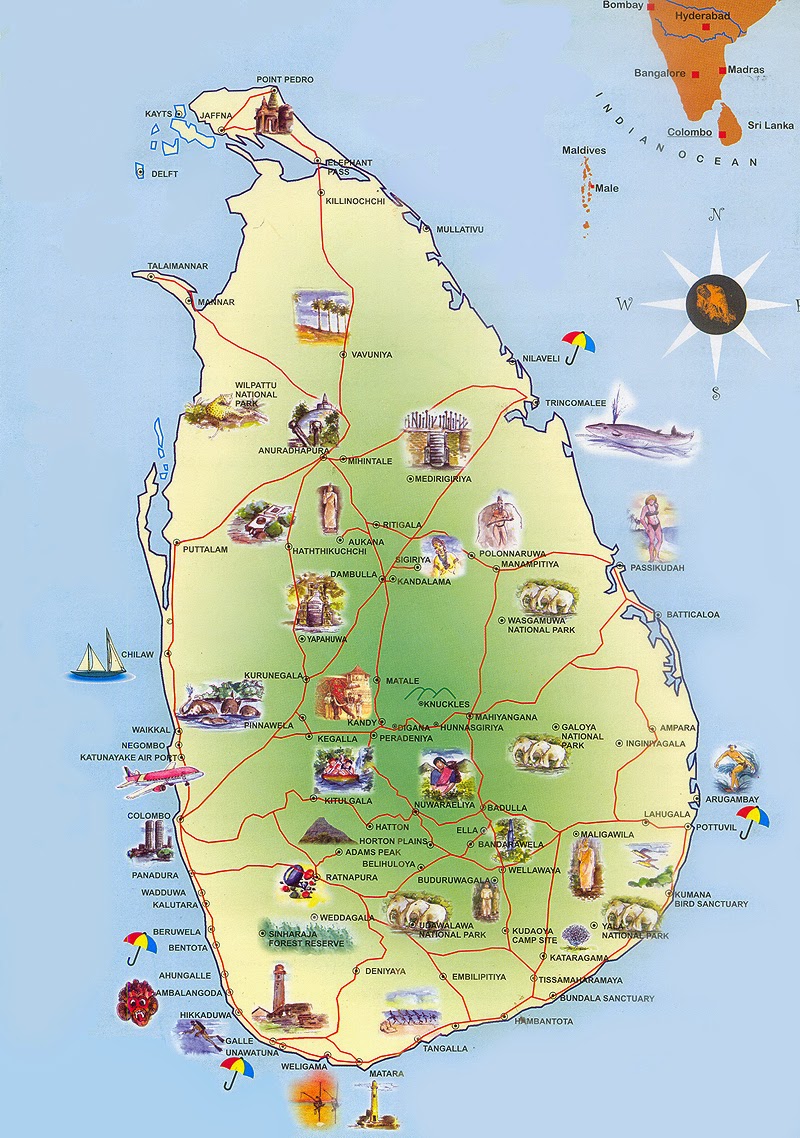 Bombay
Hyderabad
Bangalore
Madras
Colombo
Sri Lanka
INDIAN OCEAN
Maldives
Male
N
W
S
POINT PEDRO
KAYTS
JAFFNA
ELEPHANT
PASS
DELFT
KILLINOCHCHI
MULLATIVU
TALAIMANNAR
MANNAR
VAVUNIYA
NILAVELI
WILPATTU
NATIONAL
PARK
TRINCOMALEE
ANURADHAPURA
MIHINTALE
MEDIRIGIRIYA
RITIGALA
AUKANA
PUTTALAM
HATHTHIKUCHCHI
SIGIRIYA
POLONNARUWA
MANAMPITIYA
PASSIKUDAH
DAMBULLA
KANDALAMA
BATTICALOA
WASGAMUWA
NATIONAL PARK
YAPAHUWA
CHILAW
KURUNEGALA
MATALE
KNUCKLES
PINNAWELA
KANDY
DIGANA
HUNNASGIRIYA
MAHIYANGANA
KEGALLA
PERADENIYA
GALOYA
NATIONAL
PARK
AMPARA
INGINIYAGALA
WAIKKAL
NEGOMBO
KATUNAYAKE AIR PORT
KITULGALA
NUWARAELIYA
BADULLA
ARUGAMBAY
COLOMBO
LAHUGALA
POTTUVIL
HATTON
ELLA
MALIGAWILA
HORTON PLAINS
BANDARAWELA
ADAMS PEAK
BELIHULOYA
WELLAWAYA
PANADURA
RATNAPURA
BUDURUWAGALA
WADDUWA
KALUTARA
KUMANA
BIRD SANCTUARY
WEDDAGALA
UDAWALAWA
NATIONAL PARK
YALA
NATIONAL PARK
BERUWELA
SINHARAJA
FOREST RESERVE
KUDAOYA
CAMP SITE
BENTOTA
KATARAGAMA
AHUNGALLE
DENIYAYA
EMBILIPITIYA
TISSAMAHARAMAYA
AMBALANGODA
BUNDALA SANCTUARY
HIKKADUWA
HAMBANTOTA
GALLE
UNAWATUNA
TANGALLA
WELIGAMA
MATARA